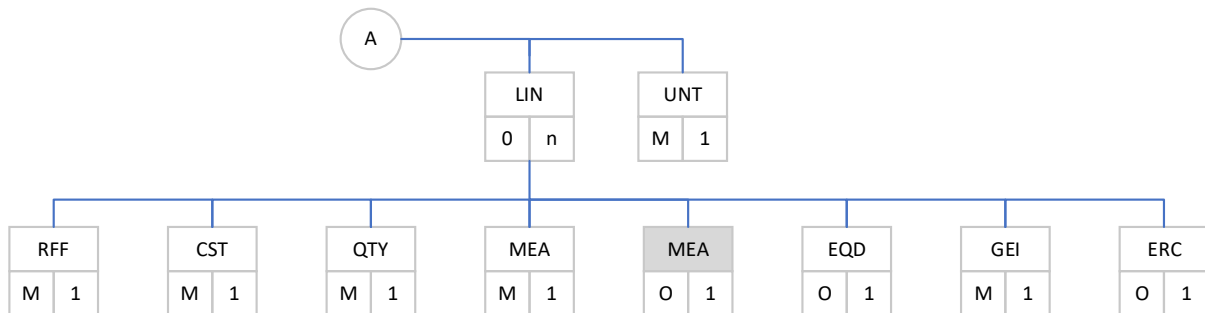 A
LIN UNT
0 n M 1
RFF CST QTY MEA MEA EQD GEI ERC
M 1 M 1 M 1 M 1 O 1 O 1 M 1 O 1